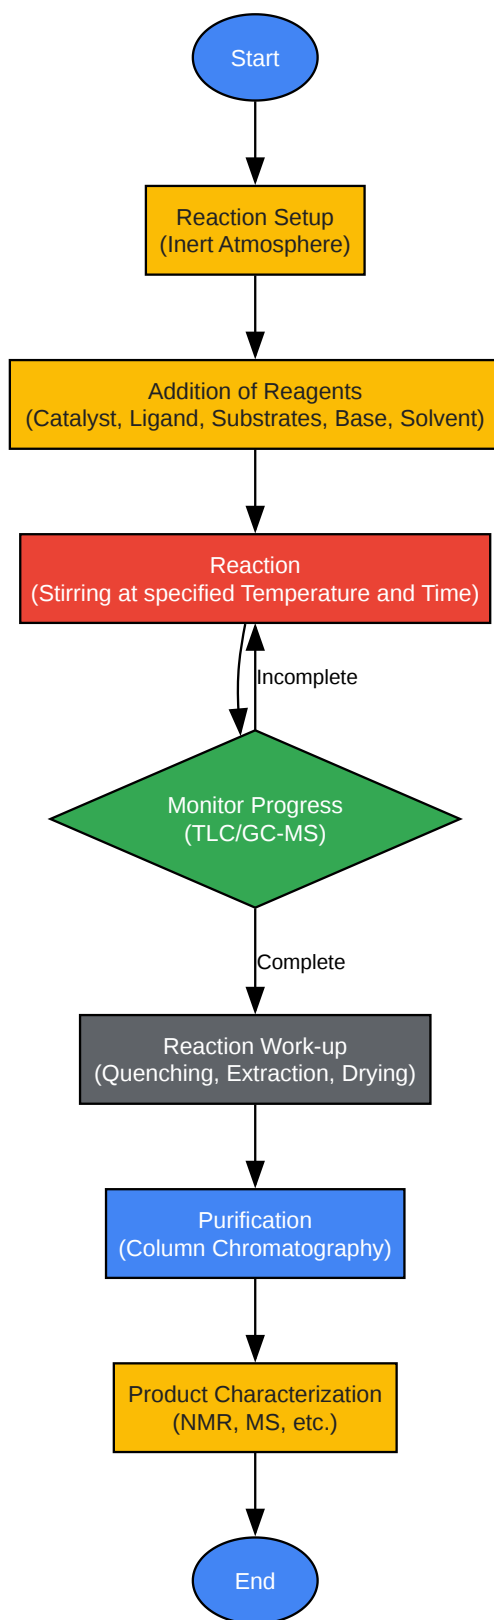 Start
Reaction Setup
(Inert Atmosphere)
Addition of Reagents
(Catalyst, Ligand, Substrates, Base, Solvent)
Reaction
(Stirring at specified Temperature and Time)
Incomplete
Monitor Progress
(TLC/GC-MS)
Complete
Reaction Work-up
(Quenching, Extraction, Drying)
Purification
(Column Chromatography)
Product Characterization
(NMR, MS, etc.)
End